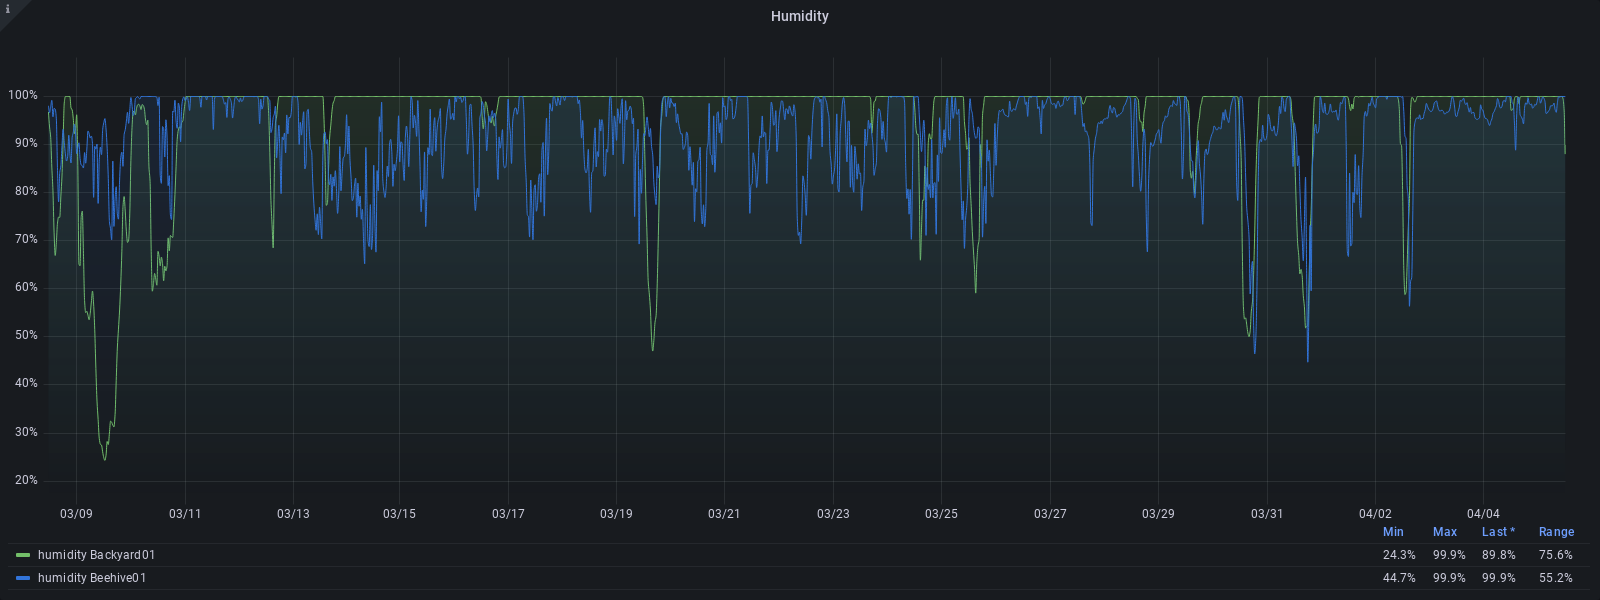 i
Humidity
100%
90%
80%
70%
60%
50%
40%
30%
20%
03/09 03/11 03/13 03/15 03/17 03/19 03/21 03/23 03/25 03/27 03/29 03/31 04/02 04/04
Min Max Last * Range
humidity Backyard01 24.3% 99.9% 89.8% 75.6%
humidity Beehive01 44.7% 99.9% 99.9% 55.2%